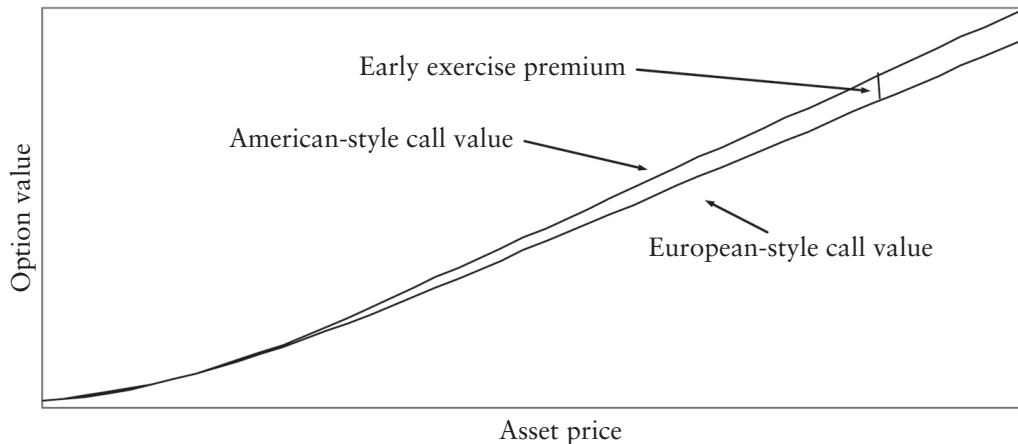 Early exercise premium
American-style call value
European-style call value
Option value
Asset price